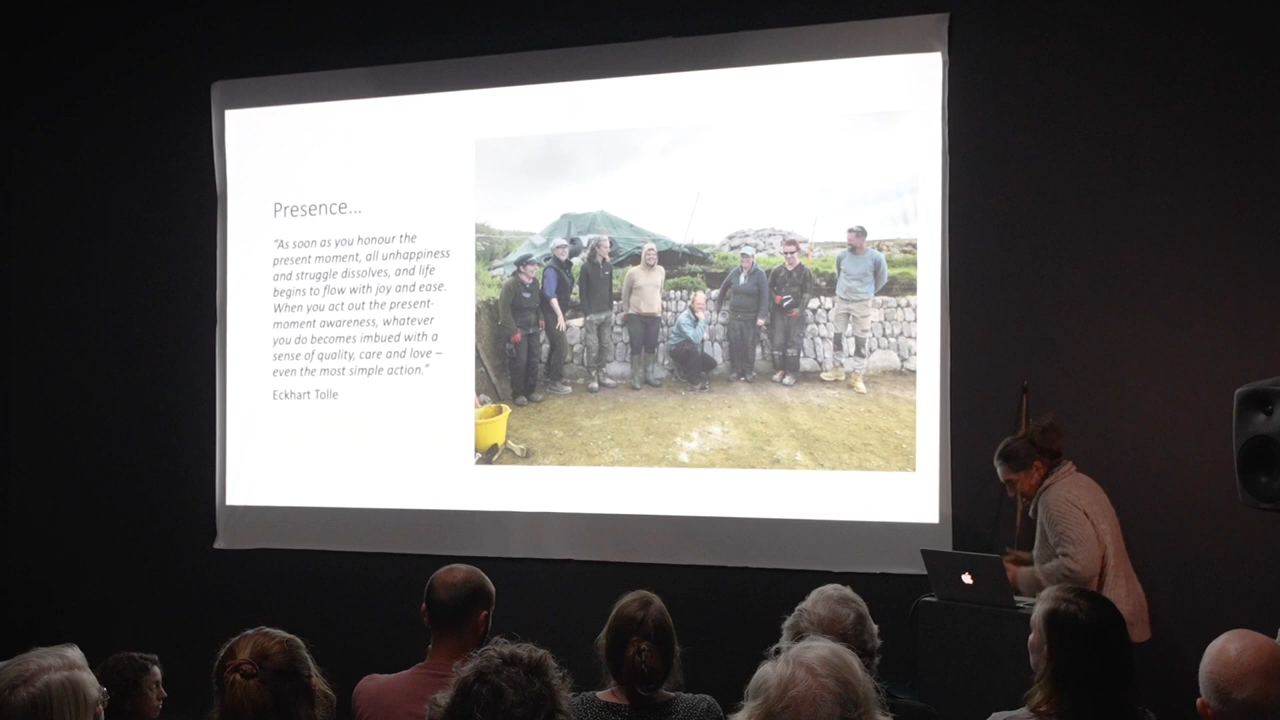 Presence...
“As soon as you honour the
present moment, all unhappiness
and struggle dissolves, and life
begins to flow with joy and ease.
When you act out the present-
moment awareness, whatever
you do becomes imbued with a
sense of quality, care and love –
even the most simple action.”
Eckhart Tolle